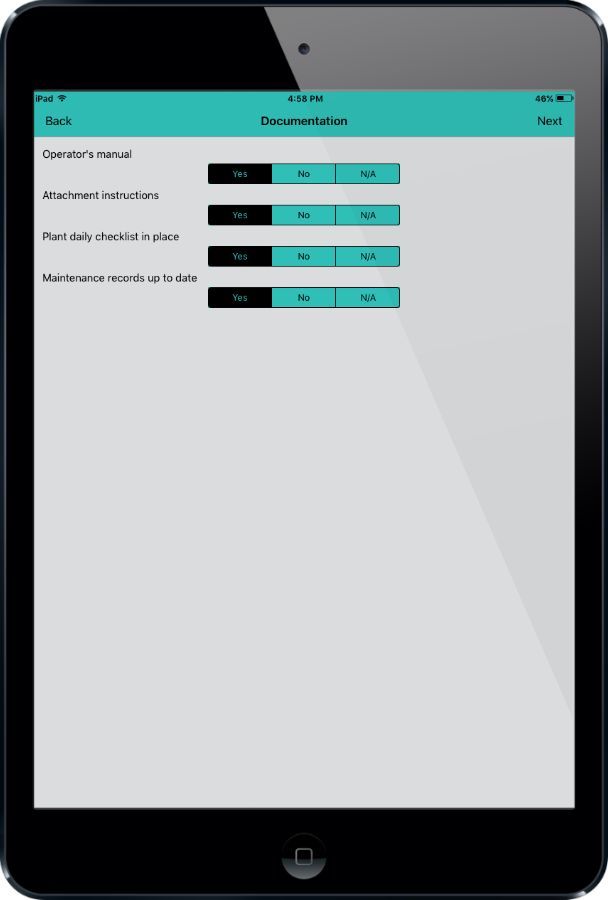 iPad 4:58 PM 46%
Back Documentation Next
Operator's manual
Yes No N/A
Attachment instructions
Yes No N/A
Plant daily checklist in place
Yes No N/A
Maintenance records up to date
Yes No N/A